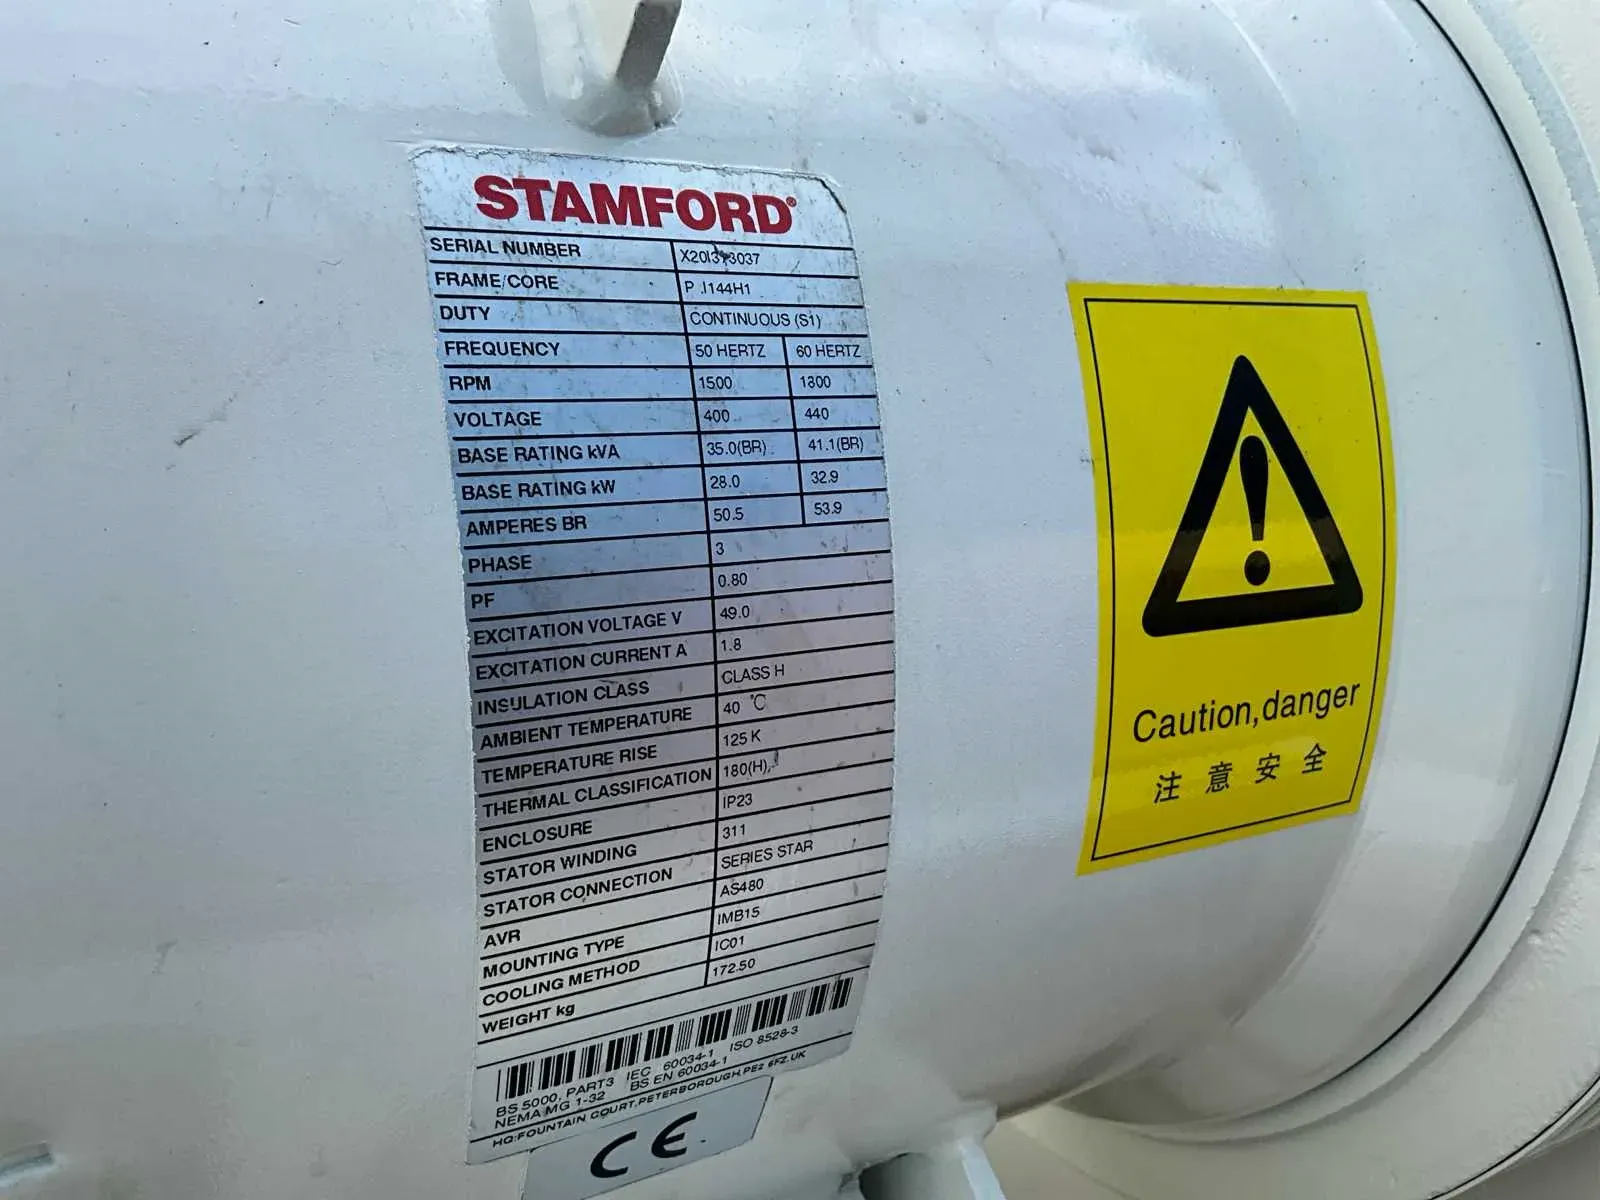 STAMFORD®
SERIAL NUMBER
FRAME/CORE P.I144H1
DUTY CONTINUOUS (S1)
FREQUENCY 50 HERTZ 60 HERTZ
RPM 1500 1800
VOLTAGE 400 440
BASE RATING kVA 35.0(BR) 41.1(BR)
BASE RATING kW 28.0 32.9
AMPERES BR 50.5 53.9
PHASE 3
PF 0.80
EXCITATION VOLTAGE V 49.0
EXCITATION CURRENT A 1.8
INSULATION CLASS CLASS H
AMBIENT TEMPERATURE 40 ℃
TEMPERATURE RISE 125 K
THERMAL CLASSIFICATION 180(H)
ENCLOSURE IP23
STATOR WINDING 311
STATOR CONNECTION SERIES STAR
AVR AS480
MOUNTING TYPE IMB15
COOLING METHOD IC01
WEIGHT kg 172.50
BS 5000, PART3 IEC 60034-1 ISO 8528-3
NEMA MG 1-32 BS EN 60034-1
HQ:FOUNTAIN COURT,PETERBOROUGH,PE2 6FZ.UK
CE
Caution,danger
注意安全